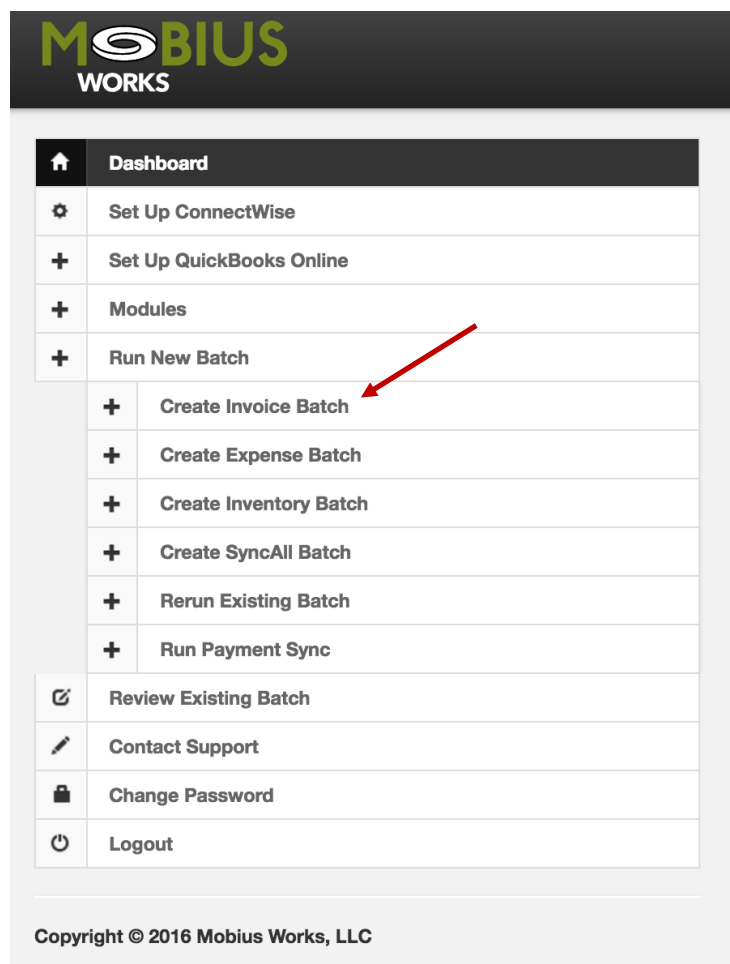 MOBIUS
WORKS
Dashboard
Set Up ConnectWise
Set Up QuickBooks Online
Modules
Run New Batch
Create Invoice Batch
Create Expense Batch
Create Inventory Batch
Create SyncAll Batch
Rerun Existing Batch
Run Payment Sync
Review Existing Batch
Contact Support
Change Password
Logout
Copyright © 2016 Mobius Works, LLC